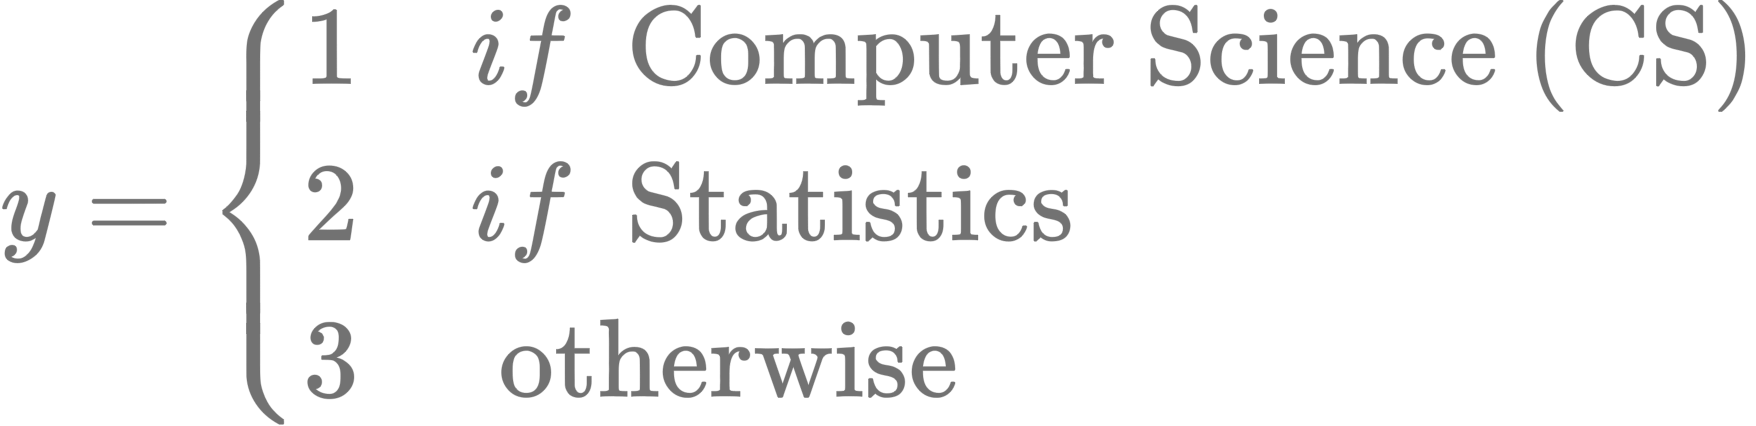 y = { 1 if Computer Science (CS)
2 if Statistics
3 otherwise